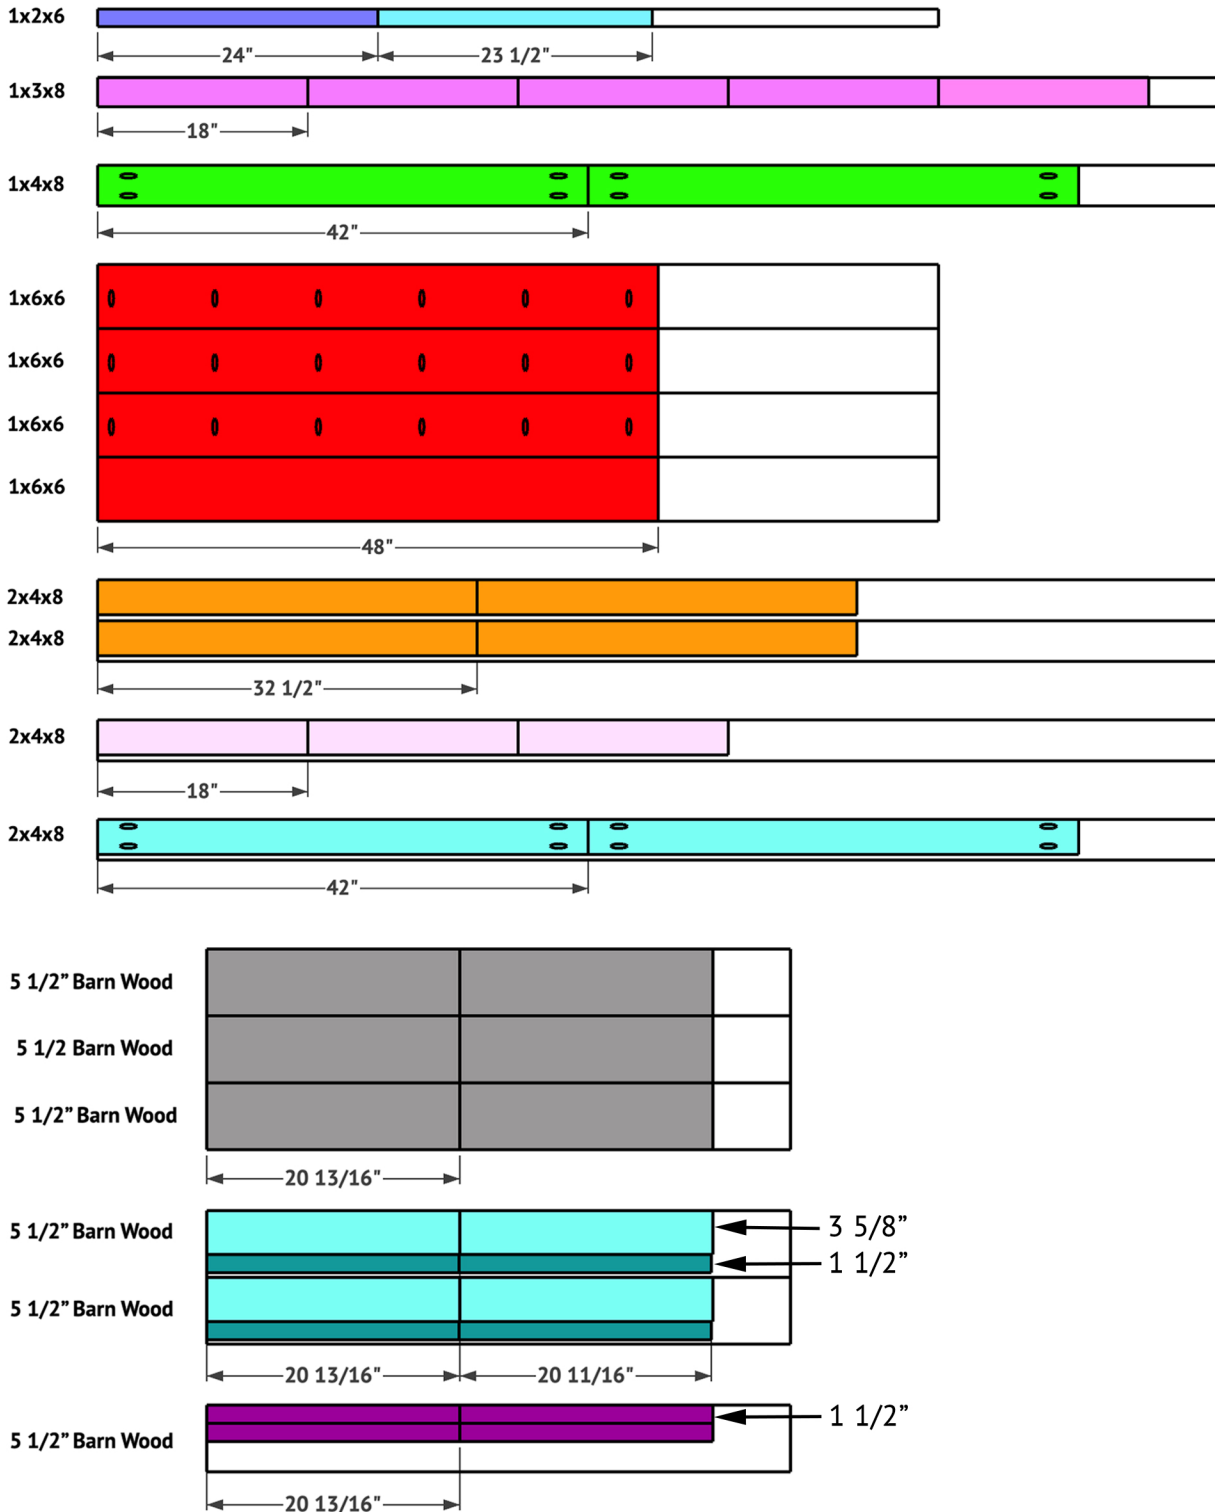 1x2x6
24" 23 1/2"
1x3x8
18"
1x4x8
42"
1x6x6
1x6x6
1x6x6
1x6x6
48"
2x4x8
2x4x8
32 1/2"
2x4x8
18"
2x4x8
42"
5 1/2” Barn Wood
5 1/2 Barn Wood
5 1/2” Barn Wood
20 13/16"
5 1/2” Barn Wood
3 5/8”
1 1/2”
5 1/2” Barn Wood
20 13/16" 20 11/16"
1 1/2”
5 1/2” Barn Wood
20 13/16"